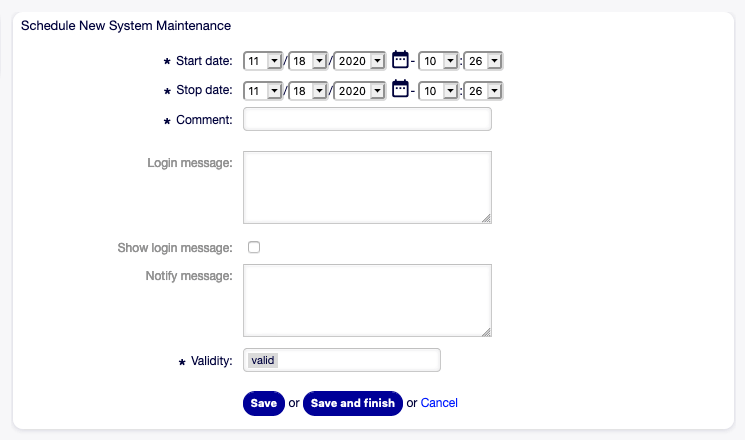 Schedule New System Maintenance
* Start date: 11 / 18 / 2020 - 10 : 26
* Stop date: 11 / 18 / 2020 - 10 : 26
* Comment:
Login message:
Show login message:
Notify message:
* Validity: valid
Save or Save and finish or Cancel